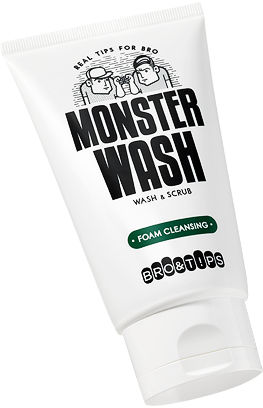 REAL TIPS FOR BRO
MONSTER
WASH
WASH & SCRUB
• FOAM CLEANSING •
BRO&TIPS